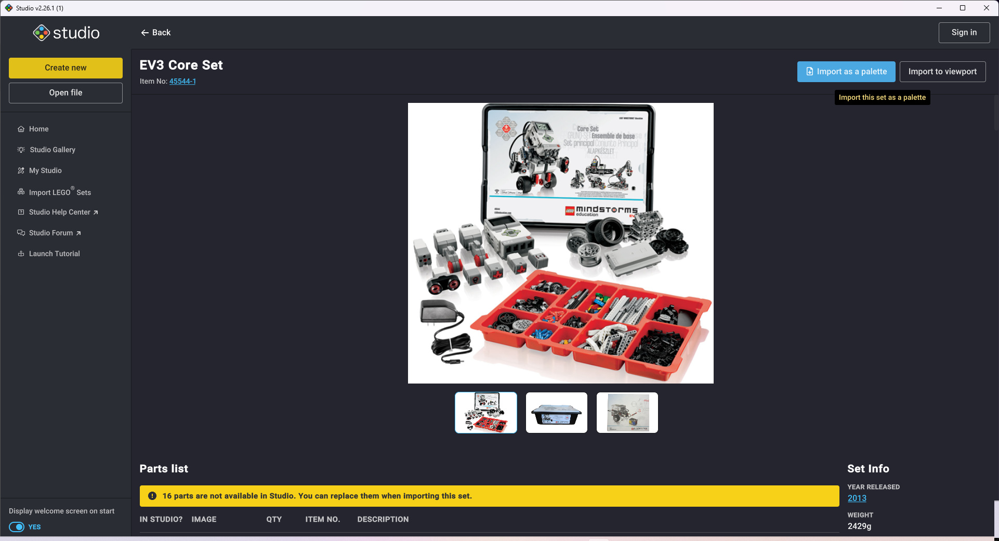 Studio v2.26.1 (1)
studio
Back
Sign in
Create new
Open file
EV3 Core Set
Item No: 45544-1
Import as a palette
Import to viewport
Import this set as a palette
Home
Studio Gallery
My Studio
Import LEGO® Sets
Studio Help Center
Studio Forum
Launch Tutorial
Core Set
GRUND-SET Ensemble de base
Set principal Conjunto Principal
ALAPKÉSZLET
LEGO mindstorms
education
EV3
Parts list
Set Info
16 parts are not available in Studio. You can replace them when importing this set.
YEAR RELEASED
2013
IN STUDIO? IMAGE QTY ITEM NO. DESCRIPTION
WEIGHT
2429g
Display welcome screen on start
YES